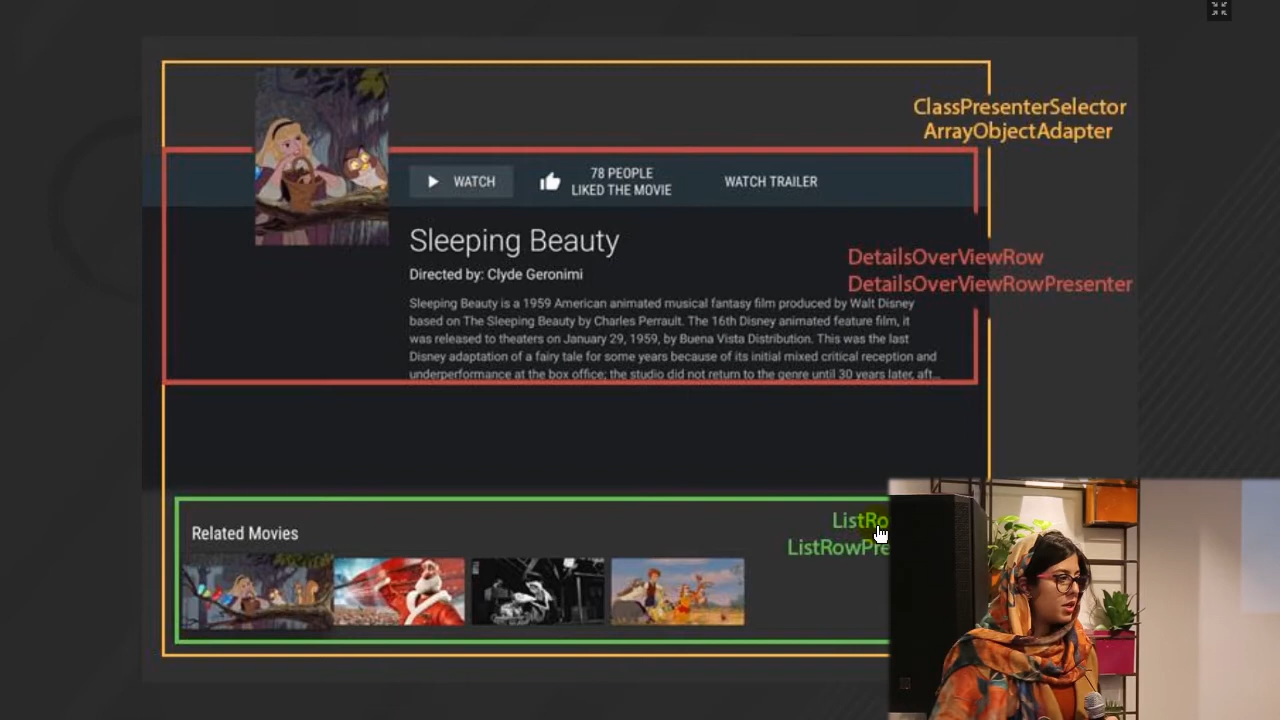 ClassPresenterSelector
ArrayObjectAdapter
WATCH
78 PEOPLE
LIKED THE MOVIE
WATCH TRAILER
Sleeping Beauty
Directed by: Clyde Geronimi
DetailsOverViewRow
DetailsOverViewRowPresenter
Sleeping Beauty is a 1959 American animated musical fantasy film produced by Walt Disney
based on The Sleeping Beauty by Charles Perrault. The 16th Disney animated feature film, it
was released to theaters on January 29, 1959, by Buena Vista Distribution. This was the last
Disney adaptation of a fairy tale for some years because of its initial mixed critical reception and
underperformance at the box office; the studio did not return to the genre until 30 years later, aft...
Related Movies
ListRo
ListRowPre